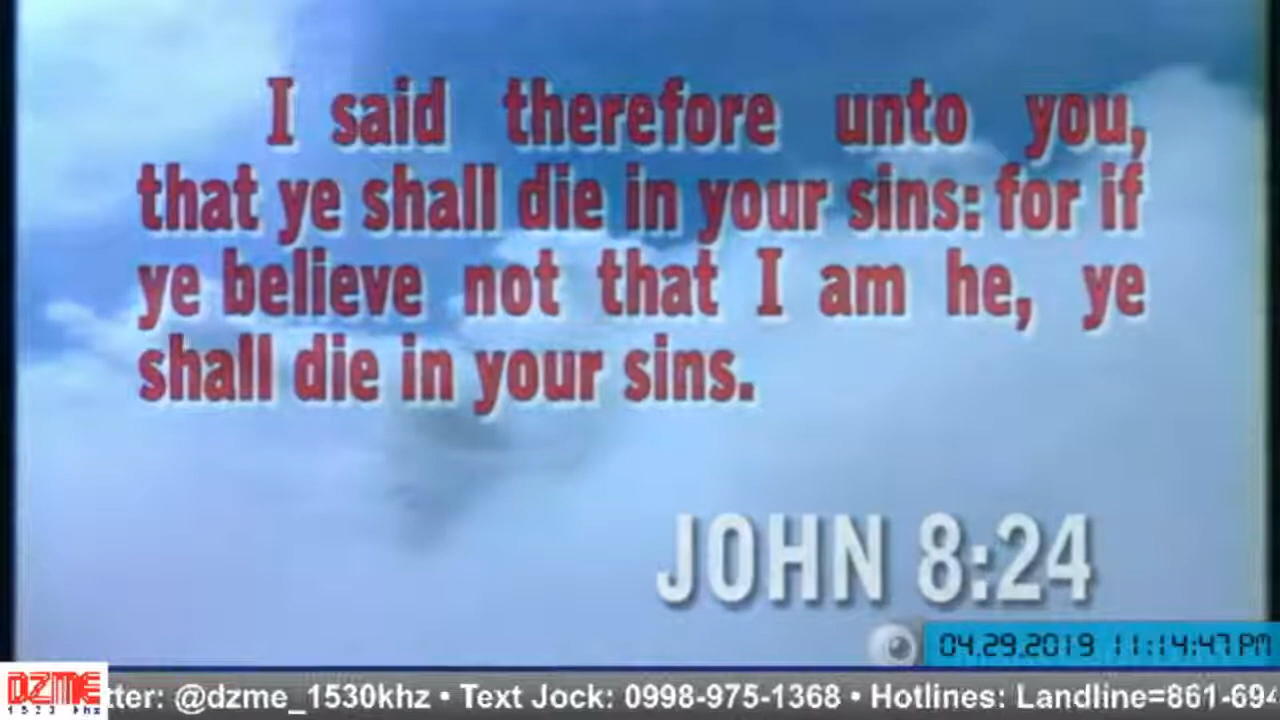 I said therefore unto you,
that ye shall die in your sins: for if
ye believe not that I am he, ye
shall die in your sins.
JOHN 8:24
04.29.2019 11:14:47 PM
DZME
1530 khz
tter: @dzme_1530khz • Text Jock: 0998-975-1368 • Hotlines: Landline=861-694